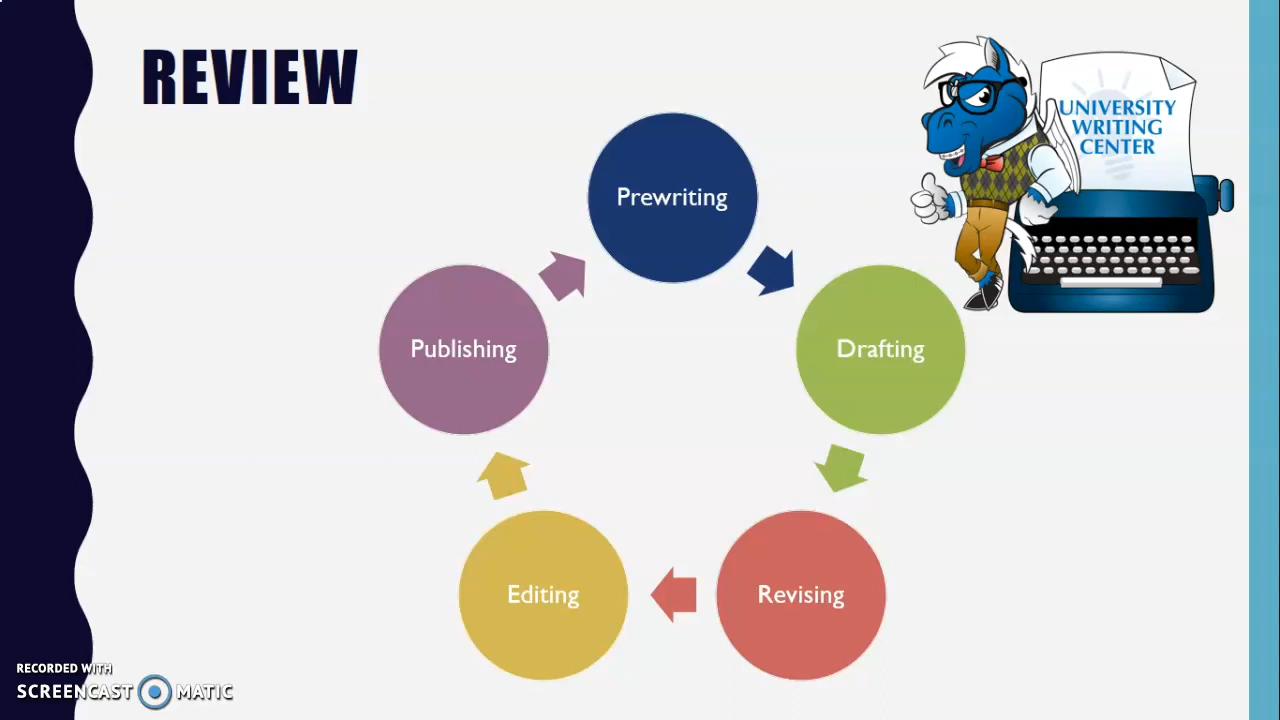 REVIEW
UNIVERSITY
WRITING
CENTER
Prewriting
Publishing
Drafting
Editing
Revising
RECORDED WITH
SCREENCAST MATIC